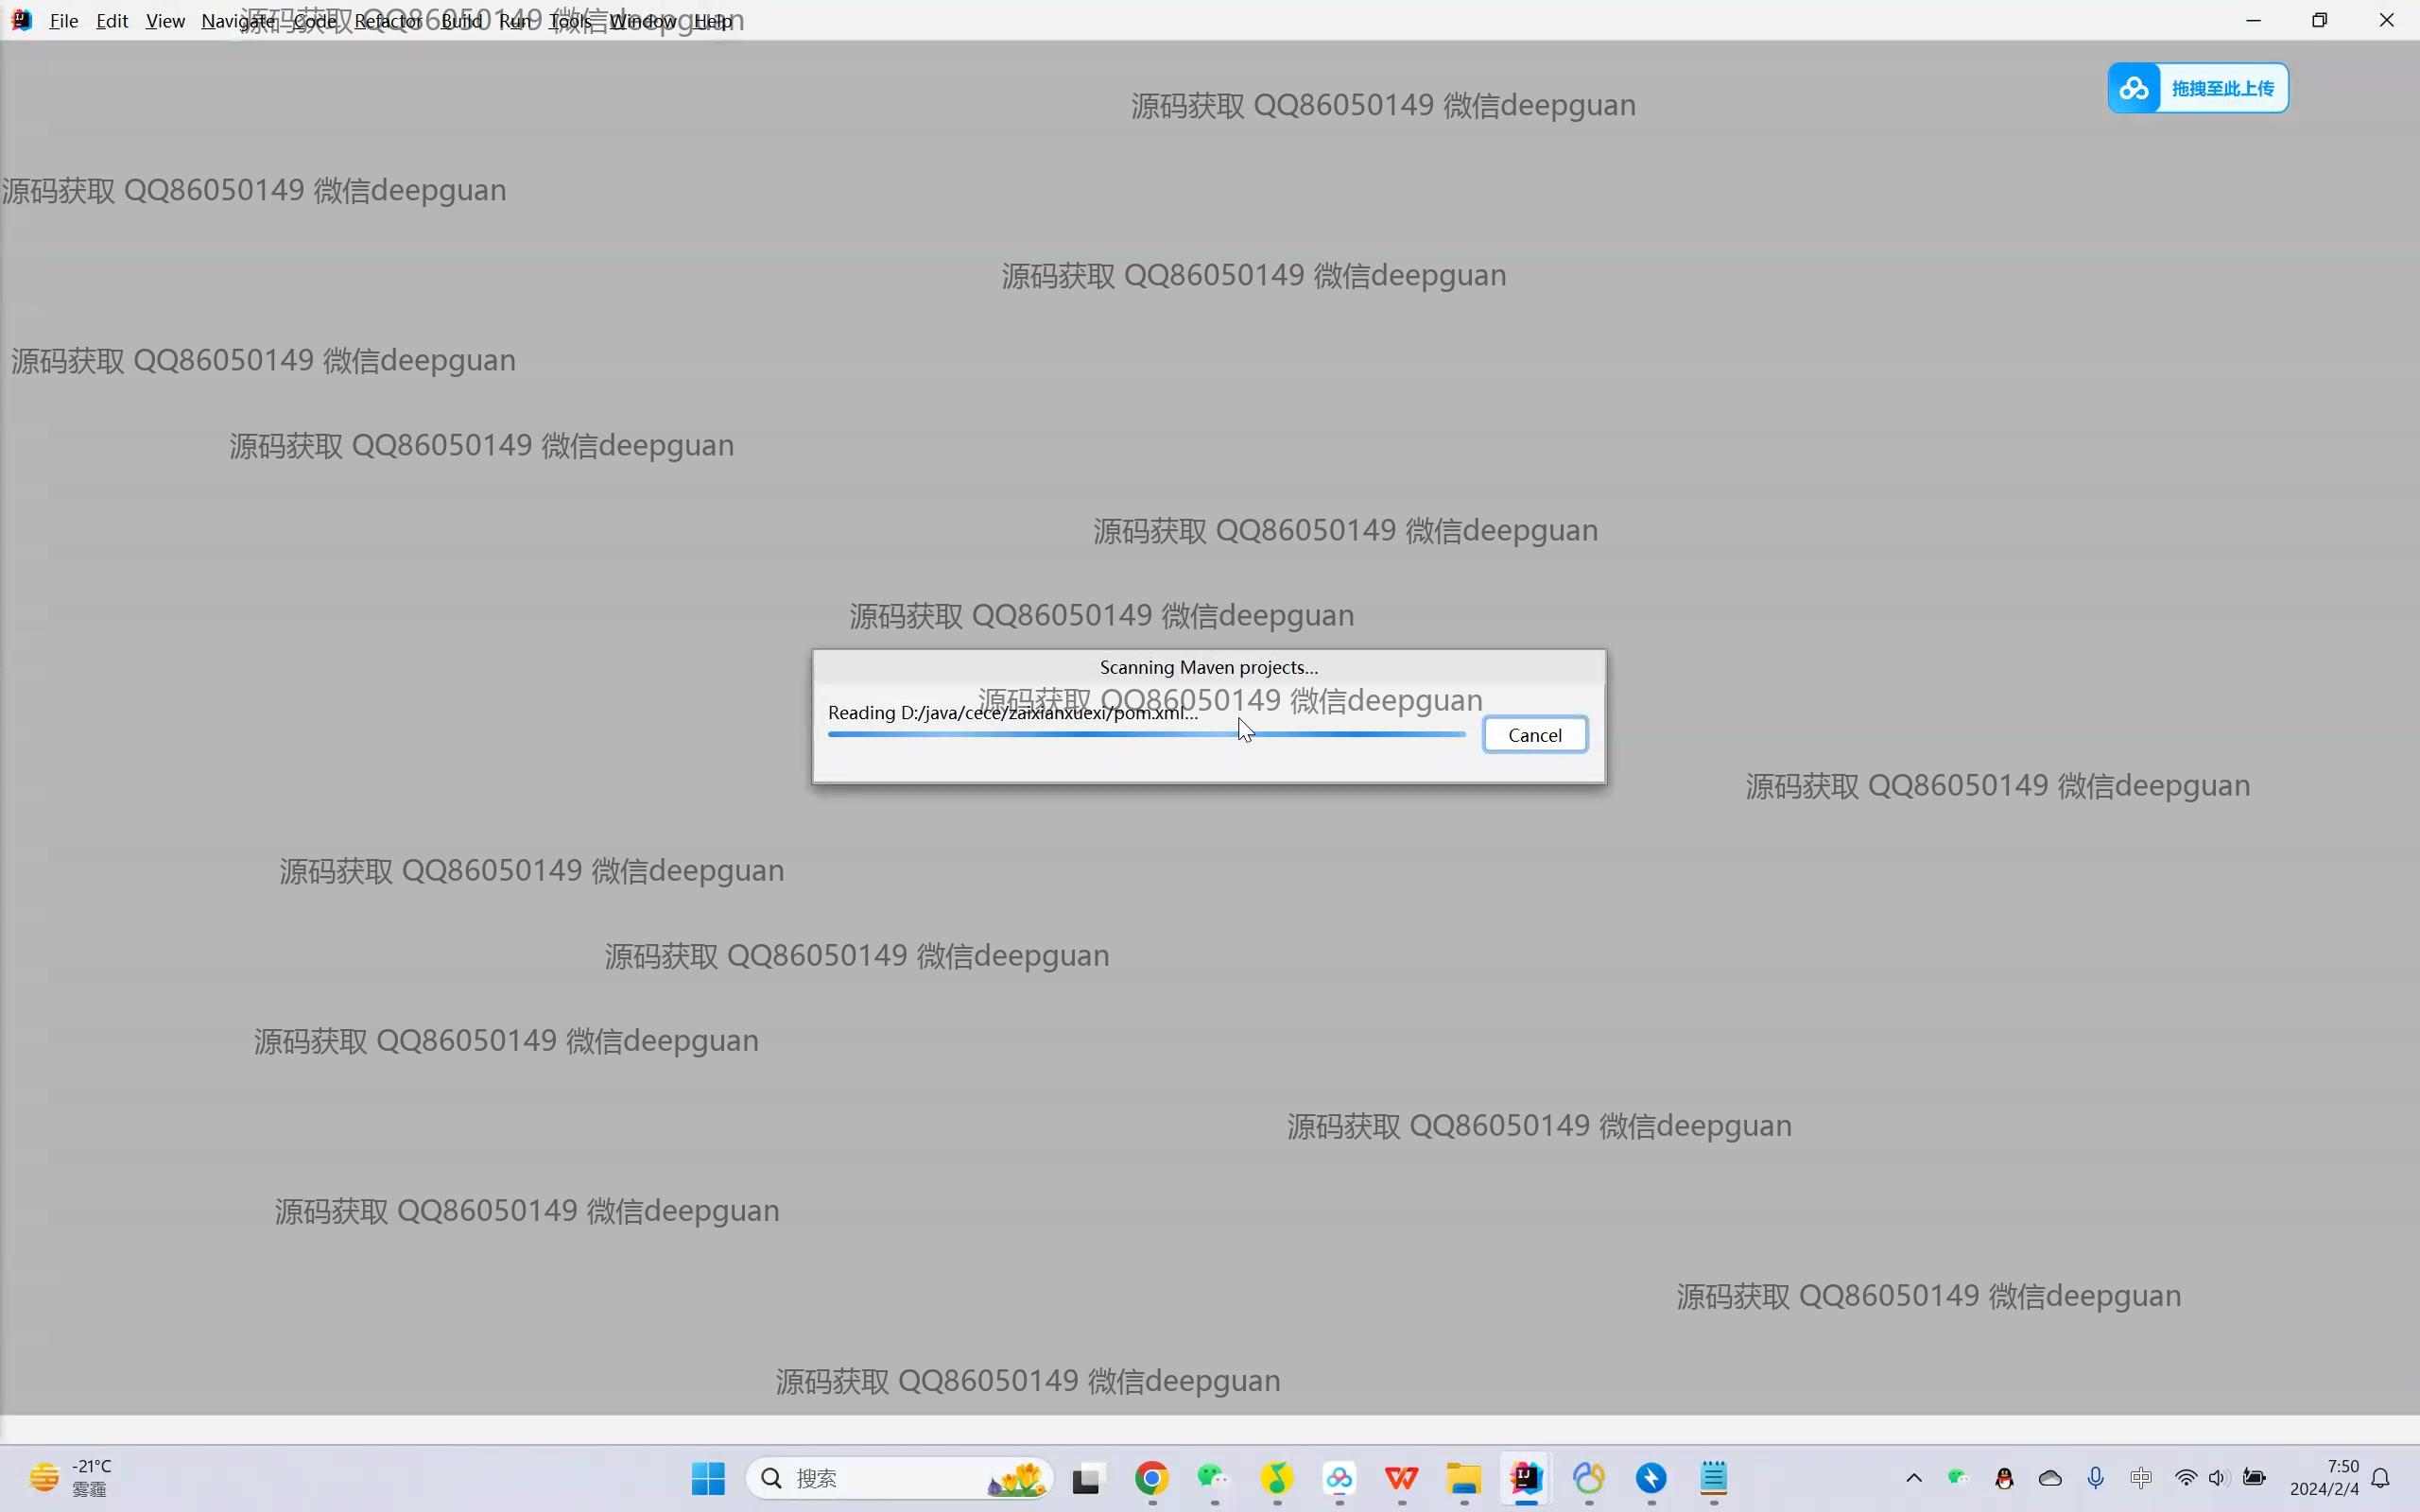 File Edit View Navigate Code Refactor Build Run Tools Window Help
源码获取 QQ86050149 微信deepguan
拖拽至此上传
源码获取 QQ86050149 微信deepguan
源码获取 QQ86050149 微信deepguan
源码获取 QQ86050149 微信deepguan
源码获取 QQ86050149 微信deepguan
源码获取 QQ86050149 微信deepguan
源码获取 QQ86050149 微信deepguan
源码获取 QQ86050149 微信deepguan
Scanning Maven projects...
源码获取 QQ86050149 微信deepguan
Reading D:/java/cece/zaixianxuexi/pom.xml...
Cancel
源码获取 QQ86050149 微信deepguan
源码获取 QQ86050149 微信deepguan
源码获取 QQ86050149 微信deepguan
源码获取 QQ86050149 微信deepguan
源码获取 QQ86050149 微信deepguan
源码获取 QQ86050149 微信deepguan
源码获取 QQ86050149 微信deepguan
源码获取 QQ86050149 微信deepguan
-21°C
雾霾
搜索
中
7:50
2024/2/4